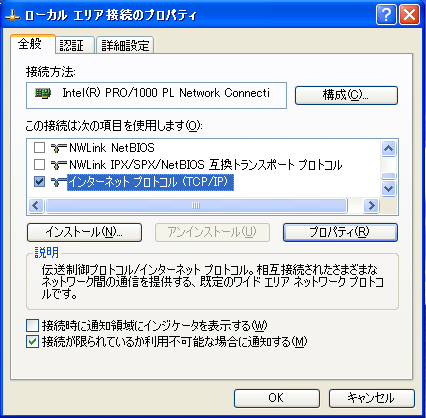 ローカル エリア接続のプロパティ
全般 認証 詳細設定
接続方法:
Intel(R) PRO/1000 PL Network Connecti
構成(C)...
この接続は次の項目を使用します(O):
NWLink NetBIOS
NWLink IPX/SPX/NetBIOS 互換トランスポート プロトコル
インターネット プロトコル (TCP/IP)
インストール(N)... アンインストール(U) プロパティ(R)
説明
伝送制御プロトコル/インターネット プロトコル。相互接続されたさまざまな
ネットワーク間の通信を提供する、既定のワイド エリア ネットワーク プロトコ
ルです。
接続時に通知領域にインジケータを表示する(W)
接続が限られているか利用不可能な場合に通知する(M)
OK キャンセル